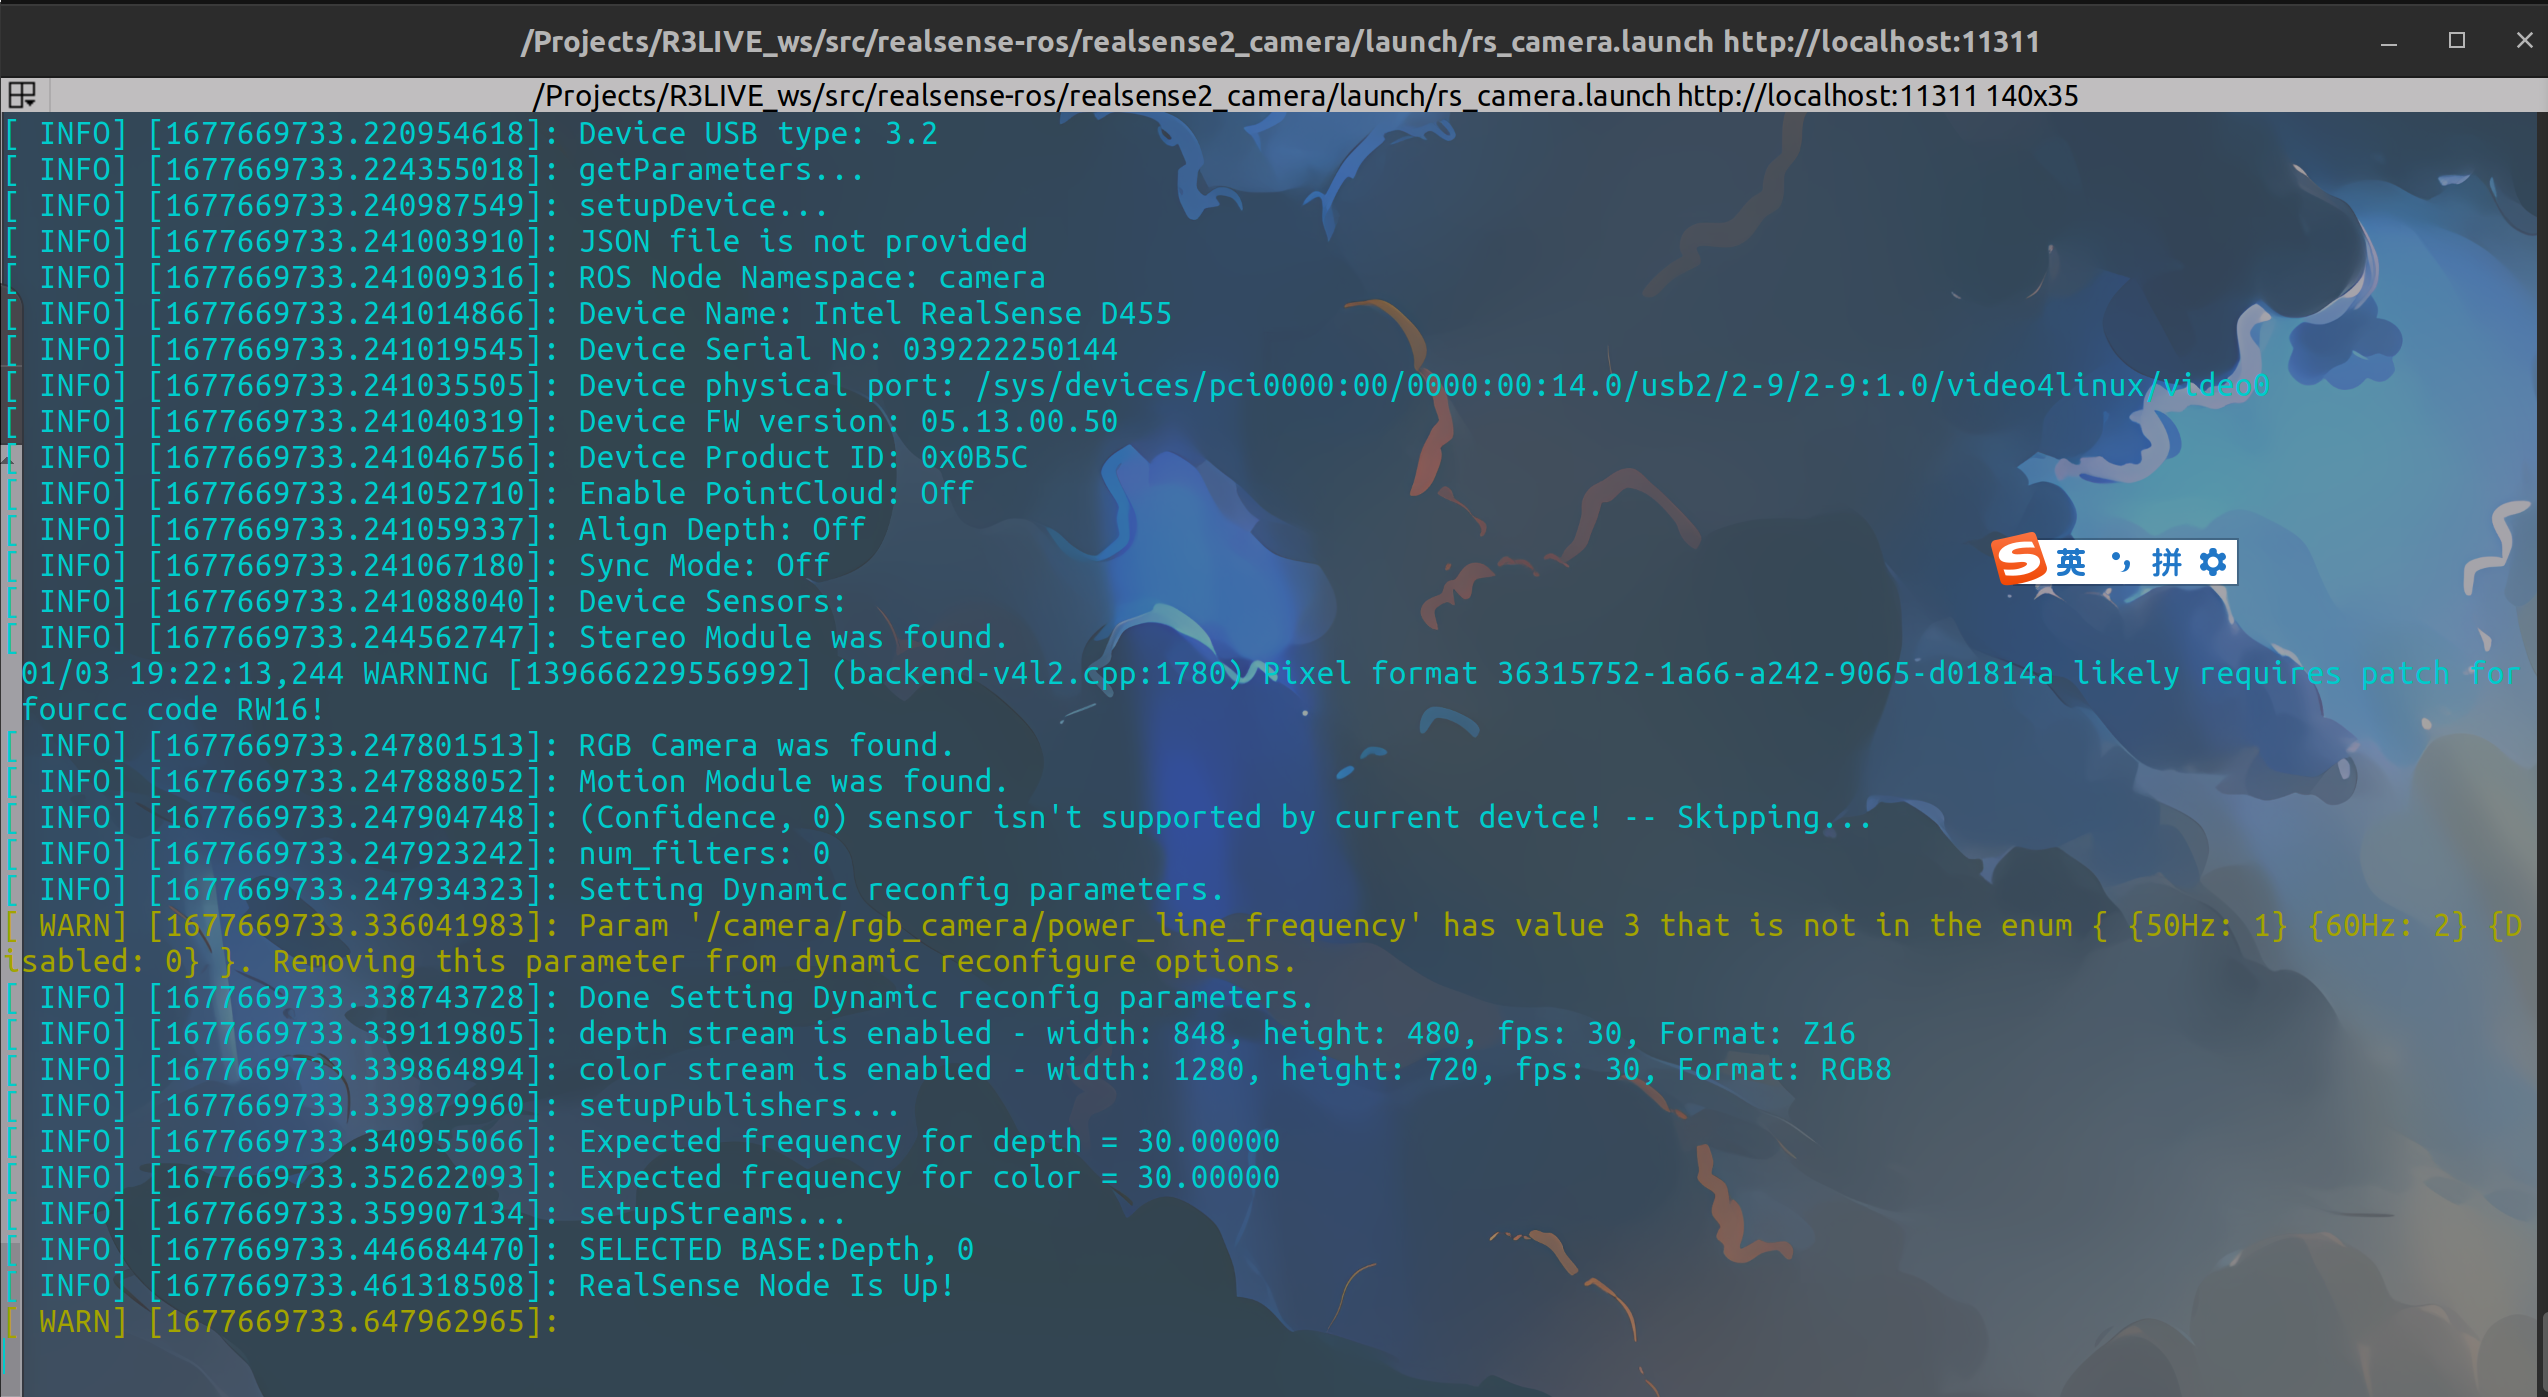 /Projects/R3LIVE_ws/src/realsense-ros/realsense2_camera/launch/rs_camera.launch http://localhost:11311
/Projects/R3LIVE_ws/src/realsense-ros/realsense2_camera/launch/rs_camera.launch http://localhost:11311 140x35
[ INFO] [1677669733.220954618]: Device USB type: 3.2
[ INFO] [1677669733.224355018]: getParameters...
[ INFO] [1677669733.240987549]: setupDevice...
[ INFO] [1677669733.241003910]: JSON file is not provided
[ INFO] [1677669733.241009316]: ROS Node Namespace: camera
[ INFO] [1677669733.241014866]: Device Name: Intel RealSense D455
[ INFO] [1677669733.241019545]: Device Serial No: 039222250144
[ INFO] [1677669733.241035505]: Device physical port: /sys/devices/pci0000:00/0000:00:14.0/usb2/2-9/2-9:1.0/video4linux/video0
[ INFO] [1677669733.241040319]: Device FW version: 05.13.00.50
[ INFO] [1677669733.241046756]: Device Product ID: 0x0B5C
[ INFO] [1677669733.241052710]: Enable PointCloud: Off
[ INFO] [1677669733.241059337]: Align Depth: Off
[ INFO] [1677669733.241067180]: Sync Mode: Off
[ INFO] [1677669733.241088040]: Device Sensors:
[ INFO] [1677669733.244562747]: Stereo Module was found.
01/03 19:22:13,244 WARNING [139666229556992] (backend-v4l2.cpp:1780) Pixel format 36315752-1a66-a242-9065-d01814a likely requires patch for
fourcc code RW16!
[ INFO] [1677669733.247801513]: RGB Camera was found.
[ INFO] [1677669733.247888052]: Motion Module was found.
[ INFO] [1677669733.247904748]: (Confidence, 0) sensor isn't supported by current device! -- Skipping...
[ INFO] [1677669733.247923242]: num_filters: 0
[ INFO] [1677669733.247934323]: Setting Dynamic reconfig parameters.
[ WARN] [1677669733.336041983]: Param '/camera/rgb_camera/power_line_frequency' has value 3 that is not in the enum { {50Hz: 1} {60Hz: 2} {D
isabled: 0} }. Removing this parameter from dynamic reconfigure options.
[ INFO] [1677669733.338743728]: Done Setting Dynamic reconfig parameters.
[ INFO] [1677669733.339119805]: depth stream is enabled - width: 848, height: 480, fps: 30, Format: Z16
[ INFO] [1677669733.339864894]: color stream is enabled - width: 1280, height: 720, fps: 30, Format: RGB8
[ INFO] [1677669733.339879960]: setupPublishers...
[ INFO] [1677669733.340955066]: Expected frequency for depth = 30.00000
[ INFO] [1677669733.352622093]: Expected frequency for color = 30.00000
[ INFO] [1677669733.359907134]: setupStreams...
[ INFO] [1677669733.446684470]: SELECTED BASE:Depth, 0
[ INFO] [1677669733.461318508]: RealSense Node Is Up!
[ WARN] [1677669733.647962965]:
S 英 •, 拼